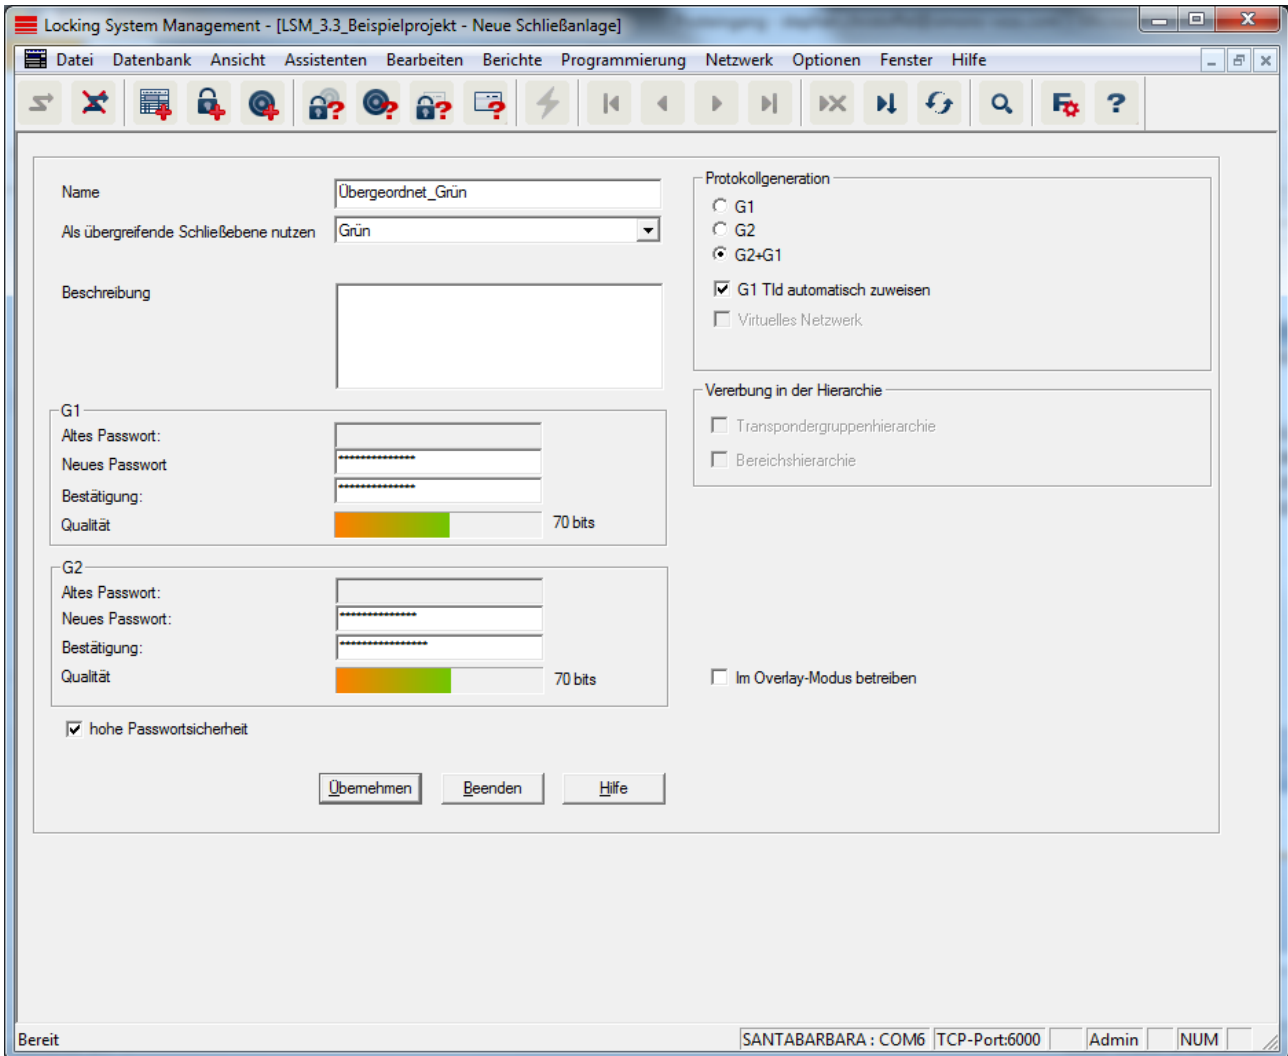 Locking System Management - [LSM_3.3_Beispielprojekt - Neue Schließanlage]
Datei Datenbank Ansicht Assistenten Bearbeiten Berichte Programmierung Netzwerk Optionen Fenster Hilfe
Name
Übergeordnet_Grün
Als übergreifende Schließebene nutzen
Grün
Beschreibung
G1
Altes Passwort:
Neues Passwort
**************
Bestätigung:
**************
Qualität
70 bits
G2
Altes Passwort:
Neues Passwort:
**************
Bestätigung:
****************
Qualität
70 bits
hohe Passwortsicherheit
Übernehmen Beenden Hilfe
Protokollgeneration
G1
G2
G2+G1
G1 TId automatisch zuweisen
Virtuelles Netzwerk
Vererbung in der Hierarchie
Transpondergruppenhierarchie
Bereichshierarchie
Im Overlay-Modus betreiben
Bereit
SANTABARBARA : COM6 TCP-Port:6000 Admin NUM